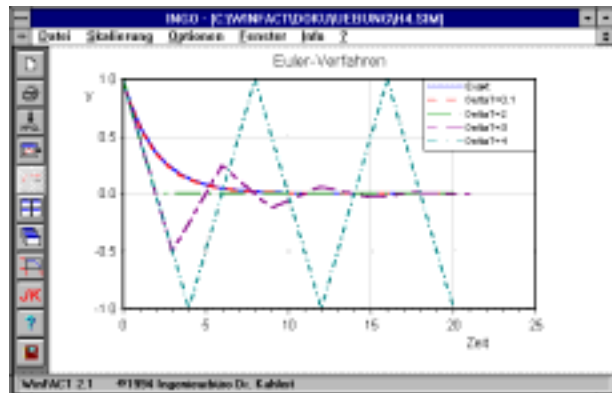 INGO - [C:\WINFACT\DOKU\UEBUNG\H4.SIM]
Datei Skalierung Optionen Fenster Info ?
Euler-Verfahren
Y
1.0
0.5
0.0
-0.5
-1.0
Exakt
DeltaT=0.1
DeltaT=2
DeltaT=3
DeltaT=4
0 5 10 15 20 25
Zeit
JK
?
WinFACT 2.1 ©1994 Ingenieurbüro Dr. Kahlert